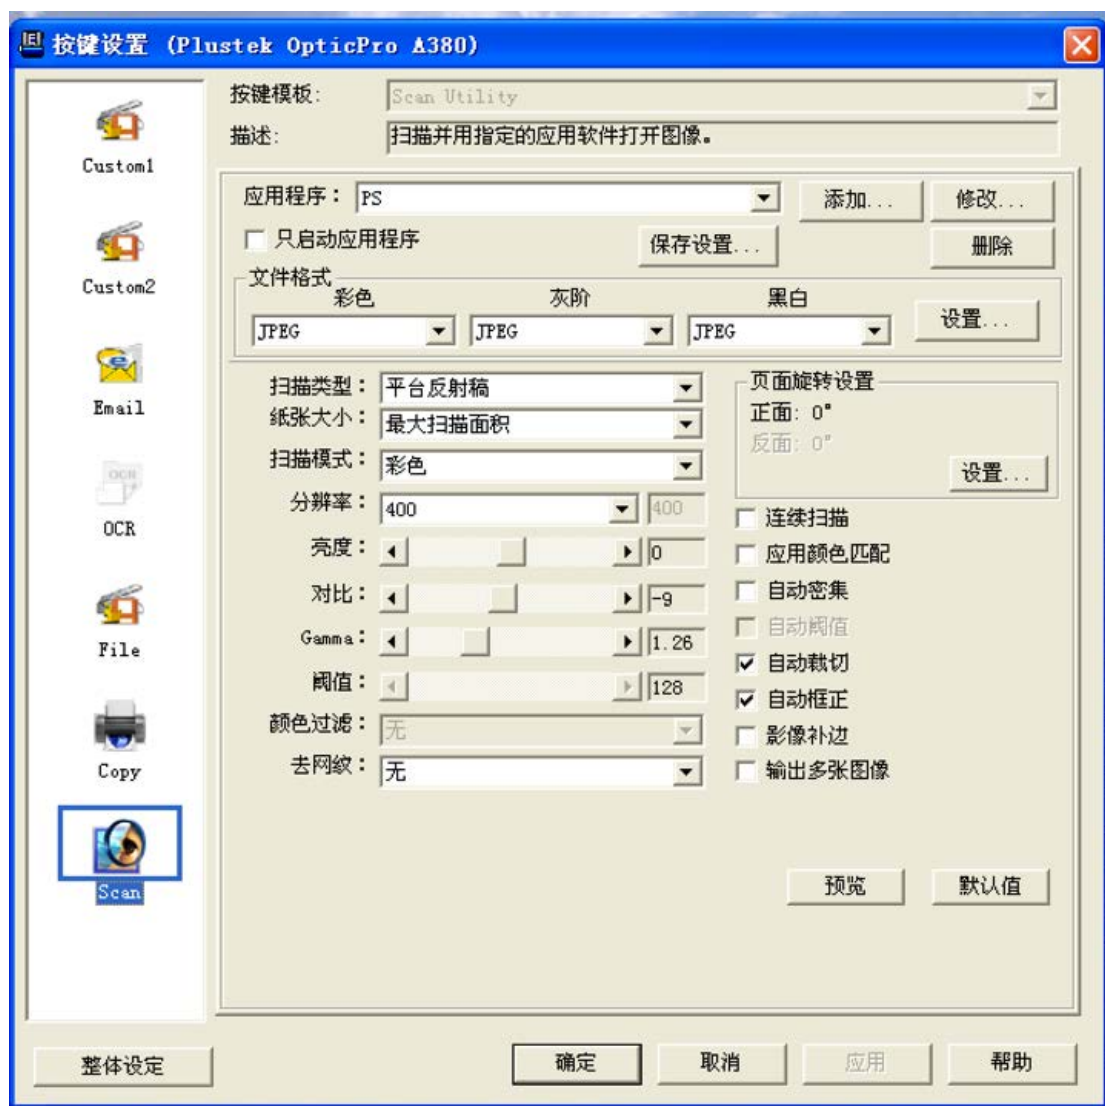 按键设置 (Plustek OpticPro A380)
Custom1
Custom2
Email
OCR
OCR
File
Copy
Scan
按键模板: Scan Utility
描述: 扫描并用指定的应用软件打开图像。
应用程序: PS 添加... 修改...
只启动应用程序 保存设置... 删除
文件格式
彩色 灰阶 黑白
JPEG JPEG JPEG 设置...
扫描类型: 平台反射稿
纸张大小: 最大扫描面积
扫描模式: 彩色
分辨率: 400 400
亮度: 0
对比: -9
Gamma: 1.26
阈值: 128
颜色过滤: 无
去网纹: 无
页面旋转设置
正面: 0°
反面: 0°
设置...
连续扫描
应用颜色匹配
自动密集
自动阈值
自动裁切
自动框正
影像补边
输出多张图像
预览 默认值
整体设定 确定 取消 应用 帮助